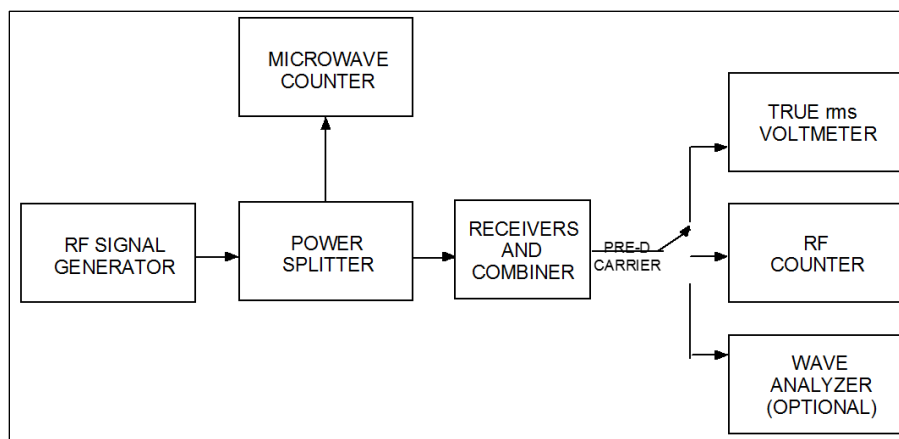 MICROWAVE
COUNTER
TRUE rms
VOLTMETER
RF SIGNAL
GENERATOR
POWER
SPLITTER
RECEIVERS
AND
COMBINER
PRE-D
CARRIER
RF
COUNTER
WAVE
ANALYZER
(OPTIONAL)